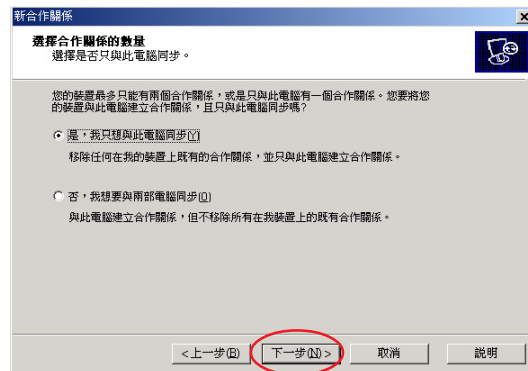 新合作關係
選擇合作關係的數量
選擇是否只與此電腦同步。
您的裝置最多只能有兩個合作關係,或是只與此電腦有一個合作關係。您要將您
的裝置與此電腦建立合作關係,且只與此電腦同步嗎?
是,我只想與此電腦同步(Y)
移除任何在我的裝置上既有的合作關係,並只與此電腦建立合作關係。
否,我想要與兩部電腦同步(O)
與此電腦建立合作關係,但不移除所有在我裝置上的既有合作關係。
<上一步(B) 下一步(N)> 取消 說明